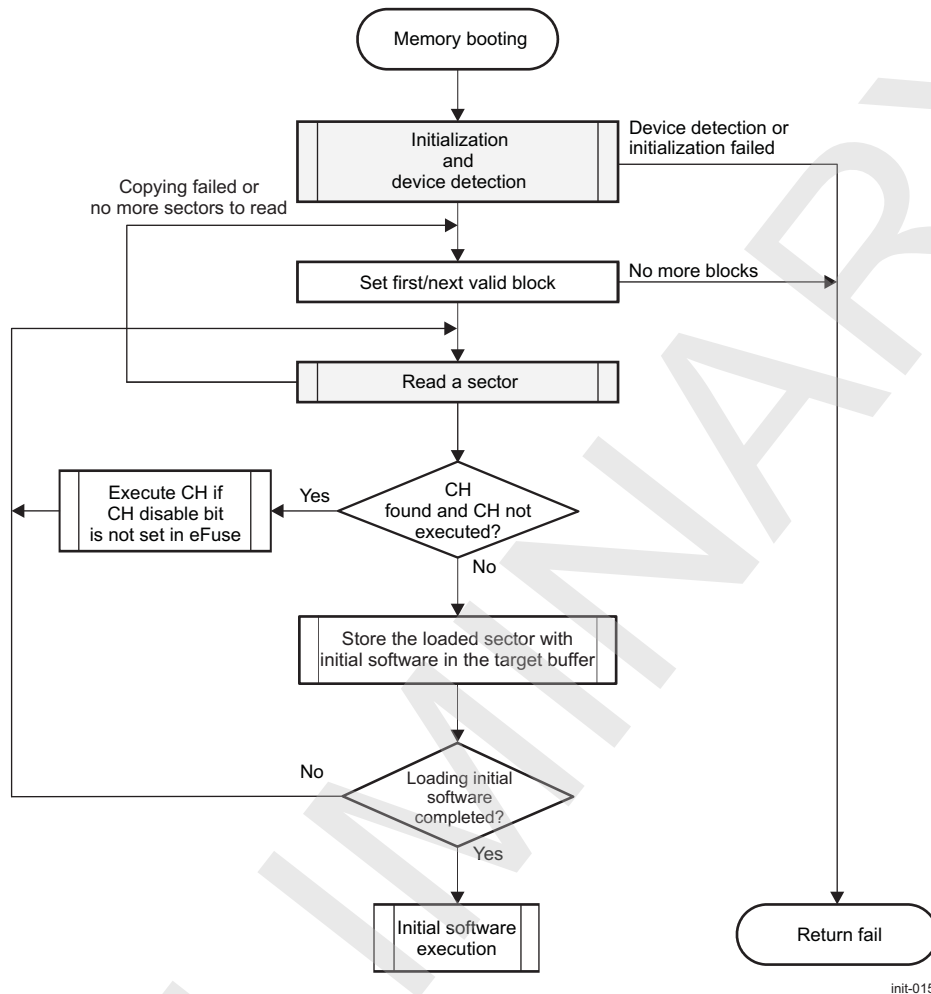 Memory booting
Initialization
and
device detection
Device detection or
initialization failed
Copying failed or
no more sectors to read
Set first/next valid block
No more blocks
Read a sector
CH
found and CH not
executed?
Yes
Execute CH if
CH disable bit
is not set in eFuse
No
Store the loaded sector with
initial software in the target buffer
Loading initial
software
completed?
No
Yes
Initial software
execution
Return fail
init-015